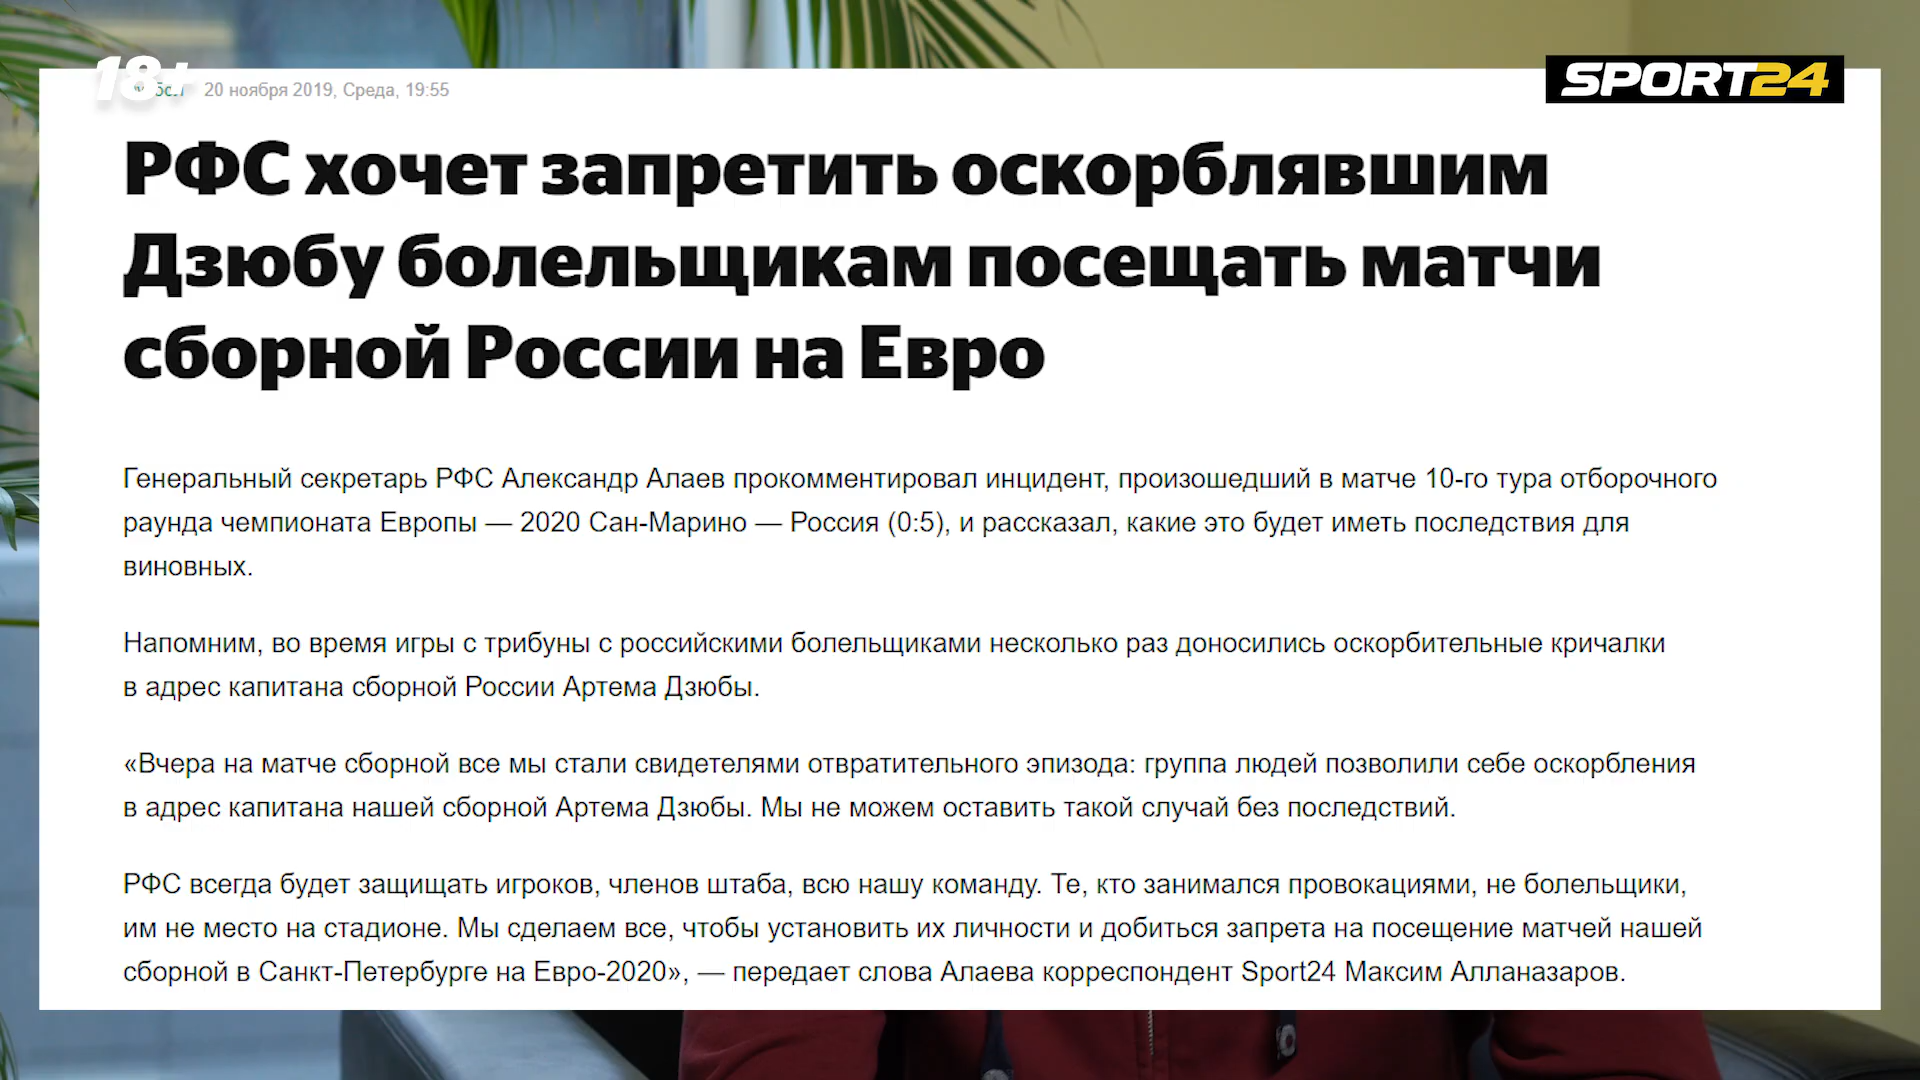 18+
SPORT24
20 ноября 2019, Среда, 19:55
РФС хочет запретить оскорблявшим
Дзюбу болельщикам посещать матчи
сборной России на Евро
Генеральный секретарь РФС Александр Алаев прокомментировал инцидент, произошедший в матче 10-го тура отборочного
раунда чемпионата Европы — 2020 Сан-Марино — Россия (0:5), и рассказал, какие это будет иметь последствия для
виновных.
Напомним, во время игры с трибуны с российскими болельщиками несколько раз доносились оскорбительные кричалки
в адрес капитана сборной России Артема Дзюбы.
«Вчера на матче сборной все мы стали свидетелями отвратительного эпизода: группа людей позволили себе оскорбления
в адрес капитана нашей сборной Артема Дзюбы. Мы не можем оставить такой случай без последствий.
РФС всегда будет защищать игроков, членов штаба, всю нашу команду. Те, кто занимался провокациями, не болельщики,
им не место на стадионе. Мы сделаем все, чтобы установить их личности и добиться запрета на посещение матчей нашей
сборной в Санкт-Петербурге на Евро-2020», — передает слова Алаева корреспондент Sport24 Максим Алланазаров.